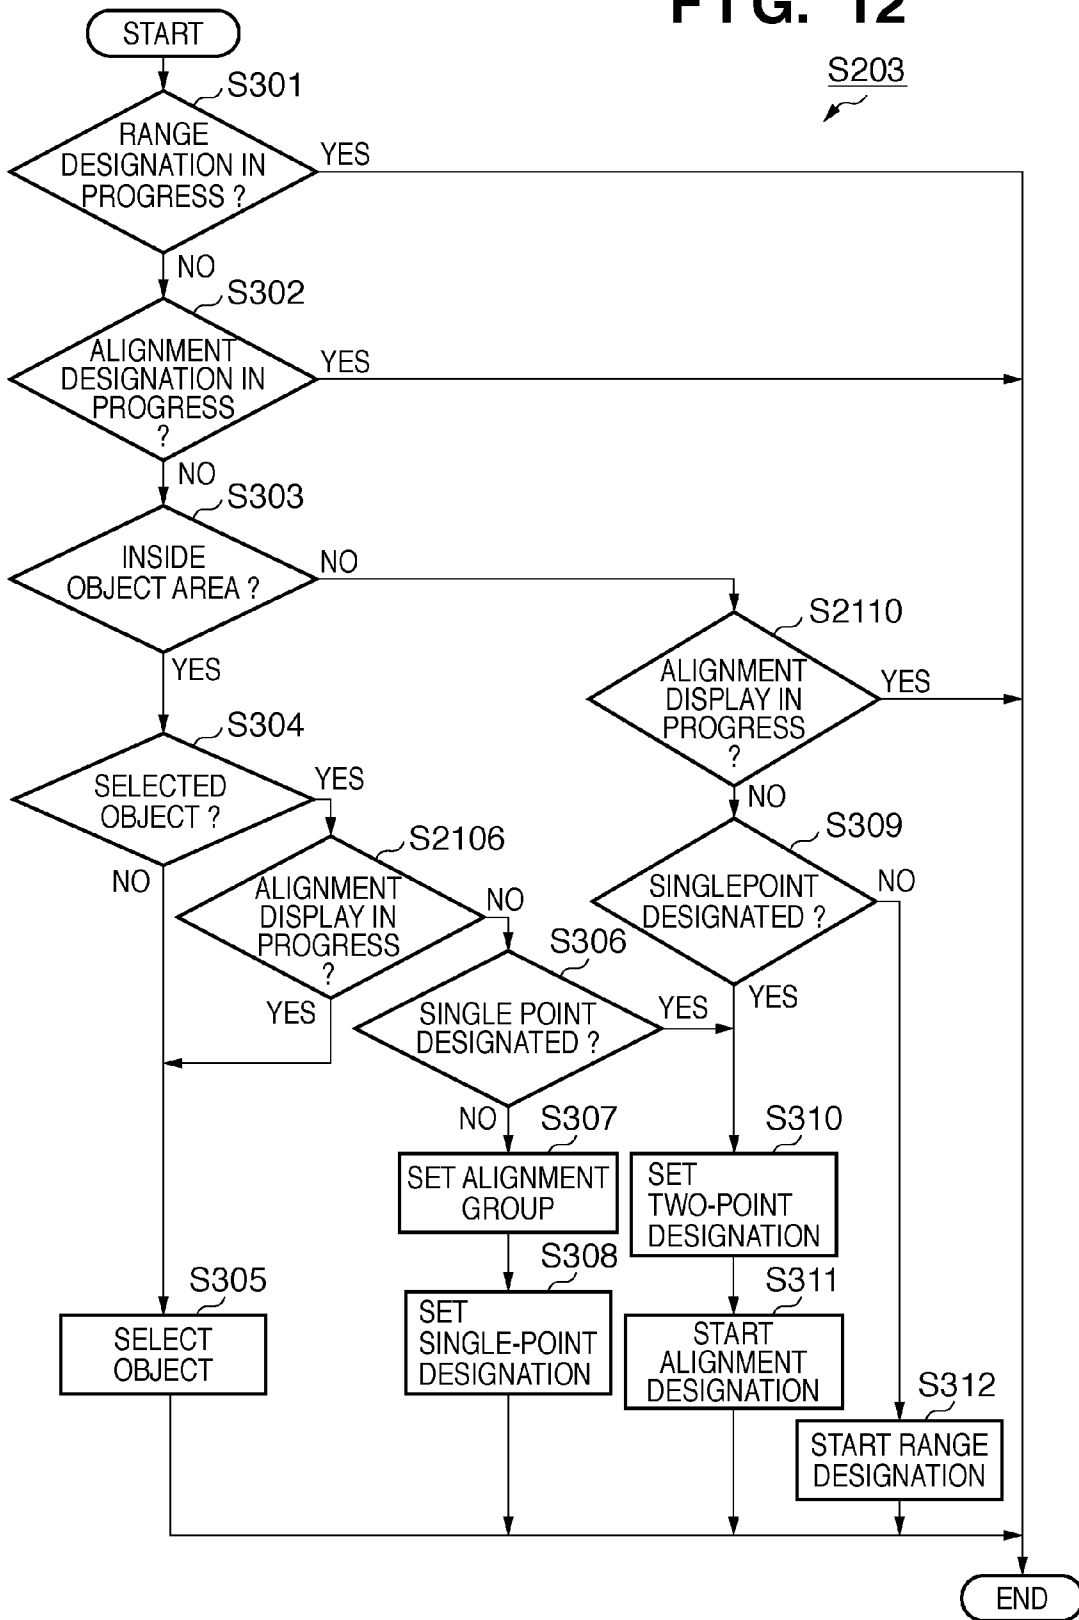 FIG. 12
S203
START
S301
RANGE
DESIGNATION IN
PROGRESS ?
YES
NO
S302
ALIGNMENT
DESIGNATION IN
PROGRESS
?
YES
NO
S303
INSIDE
OBJECT AREA ?
NO
YES
S2110
ALIGNMENT
DISPLAY IN
PROGRESS
?
YES
NO
S304
SELECTED
OBJECT ?
YES
NO
S2106
ALIGNMENT
DISPLAY IN
PROGRESS
?
NO
YES
S309
SINGLEPOINT
DESIGNATED ?
NO
YES
S306
SINGLE POINT
DESIGNATED ?
YES
NO
S307
SET ALIGNMENT
GROUP
S310
SET
TWO-POINT
DESIGNATION
S305
SELECT
OBJECT
S308
SET
SINGLE-POINT
DESIGNATION
S311
START
ALIGNMENT
DESIGNATION
S312
START RANGE
DESIGNATION
END